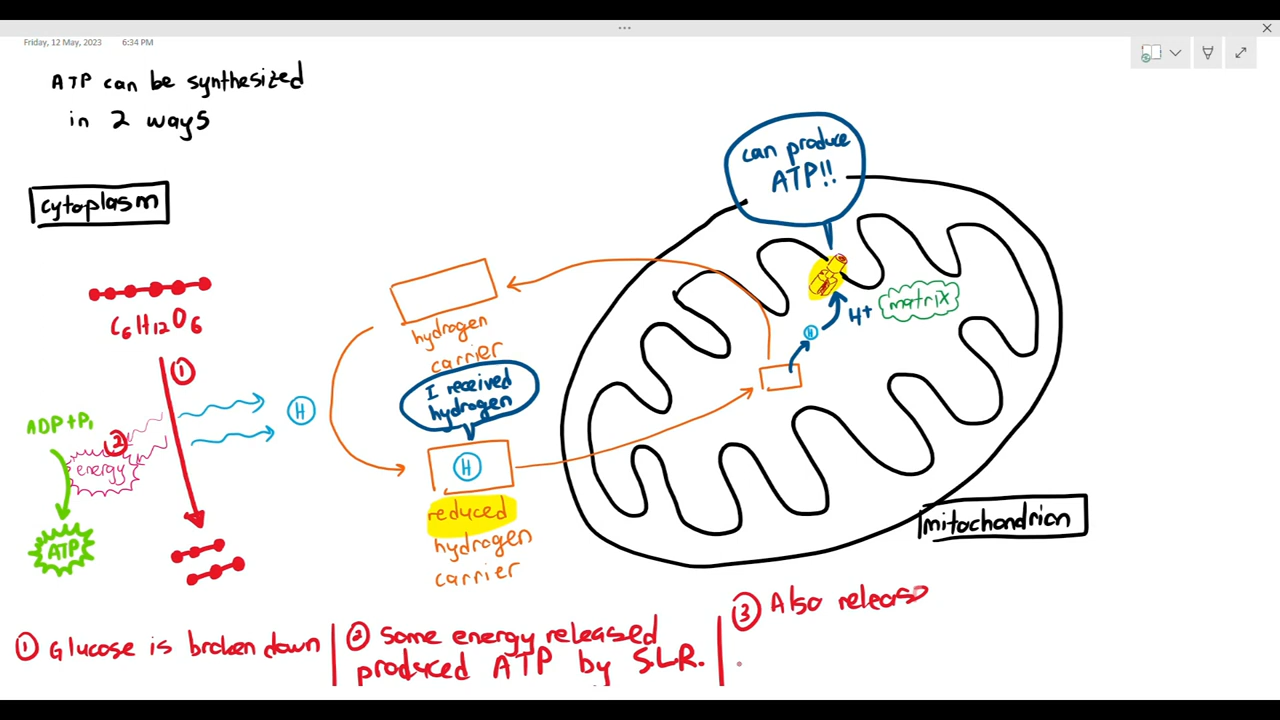 Friday, 12 May, 2023 6:34 PM
ATP can be synthesized
in 2 ways
cytoplasm
C6H12O6
①
ADP+Pi
②
energy
ATP
H
hydrogen
carrier
I received
hydrogen
H
reduced
hydrogen
carrier
can produce
ATP!!
H+
matrix
H
mitochondrion
① Glucose is broken down
② Some energy released
produced ATP by S.L.R.
③ Also releas